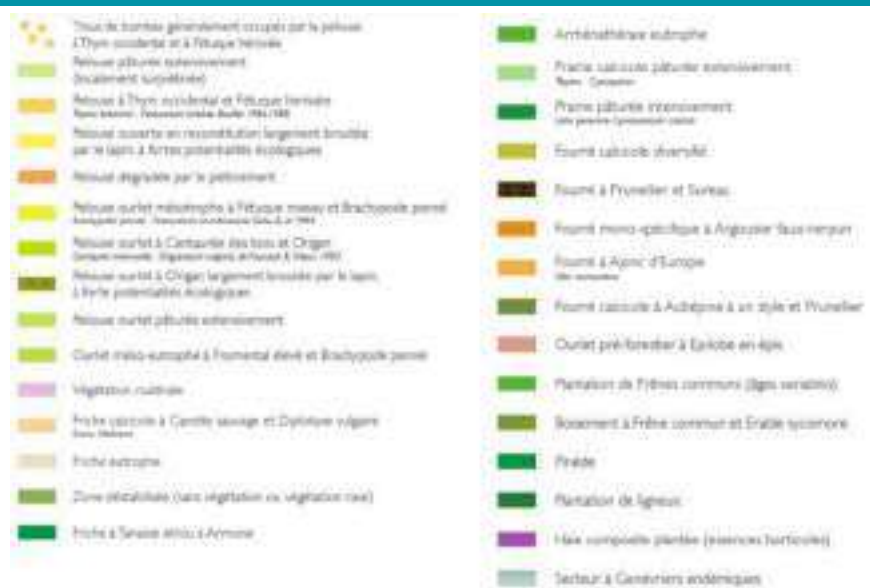 Trous de bombes généralement occupés par la pelouse
à Thym occidental et à Fétuque hérissée
Pelouse pâturée extensivement
(localement surpiétinée)
Pelouse à Thym occidental et Fétuque hérissée
Pelouse ouverte en reconstitution largement broutée
par le lapin à fortes potentialités écologiques
Pelouse dégradée par le piétinement
Pelouse ourlet mésotrophe à Fétuque et Brachypode penné
Pelouse ourlet à Centaurée des bois et Origan
Pelouse ourlet à Origan largement broutée par le lapin
à forte potentialités écologiques
Pelouse ourlet pâturée extensivement
Ourlet méso-eutrophe à Fromental élevé et Brachypode penné
Végétation rudérale
Friche calcicole à Carotte sauvage et vulgaire
Friche eutrophe
Zone déstabilisée (sans végétation ou végétation rase)
Friche à et/ou à Armoise
Arrhénathéraie eutrophe
Prairie calcicole pâturée extensivement
Prairie pâturée intensivement
Fourré calcicole diversifié
Fourré à Prunellier et Sureau
Fourré mono-spécifique à Argousier faux-nerprun
Fourré à Ajonc d'Europe
Fourré calcicole à Aubépine à un style et Prunellier
Ourlet pré-forestier à Epilobe en épis
Plantation de Frênes communs (âges variables)
Boisement à Frêne commun et Erable sycomore
Pinède
Plantation de ligneux
Haie composite plantée (essences horticoles)
Secteur à Genévriers endémiques